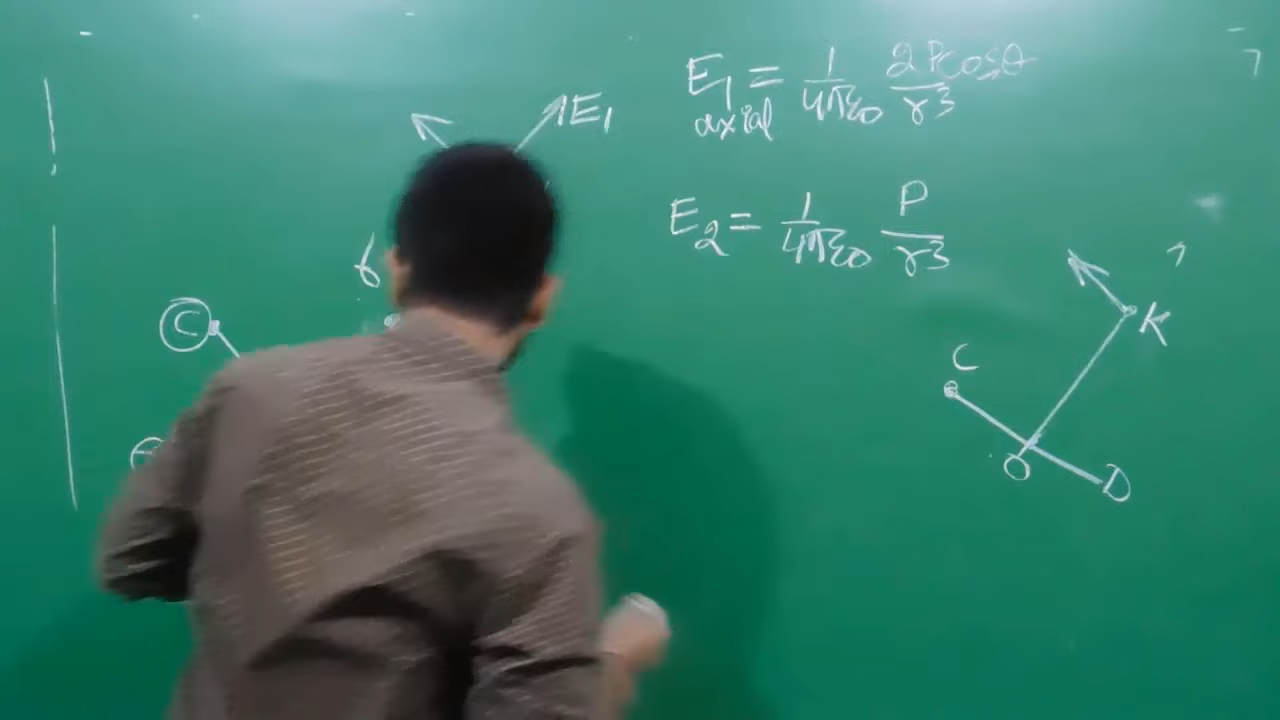 E₁ = 1/4πε₀ 2Pcosθ/r³
axial
E₁
E₂ = 1/4πε₀ P/r³
C
K
C
O
D